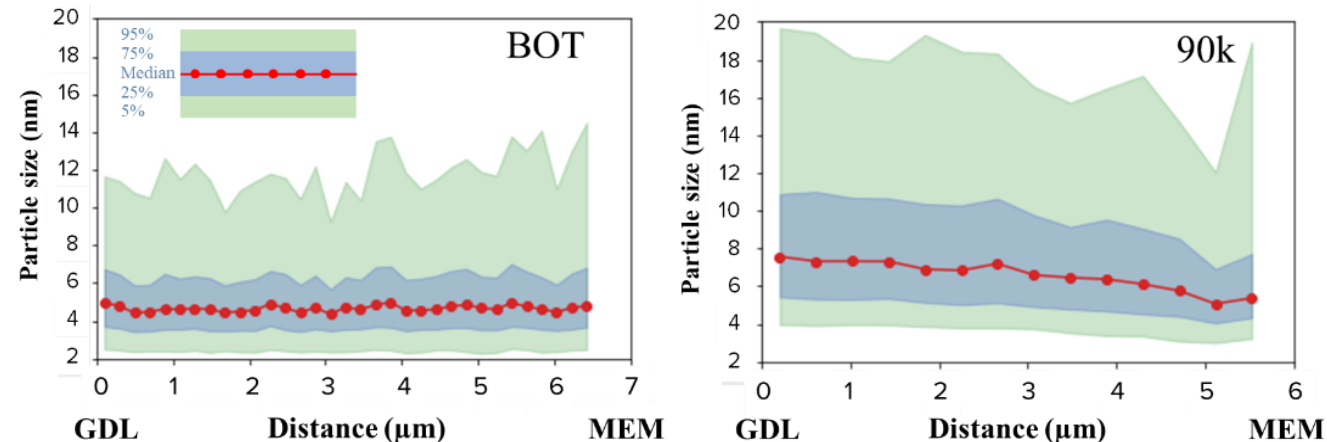 20
18
16
14
12
10
8
6
4
2
Particle size (nm)
95%
75%
Median
25%
5%
BOT
0 1 2 3 4 5 6 7
GDL Distance (µm) MEM
20
18
16
14
12
10
8
6
4
2
Particle size (nm)
90k
0 1 2 3 4 5 6
GDL Distance (µm) MEM